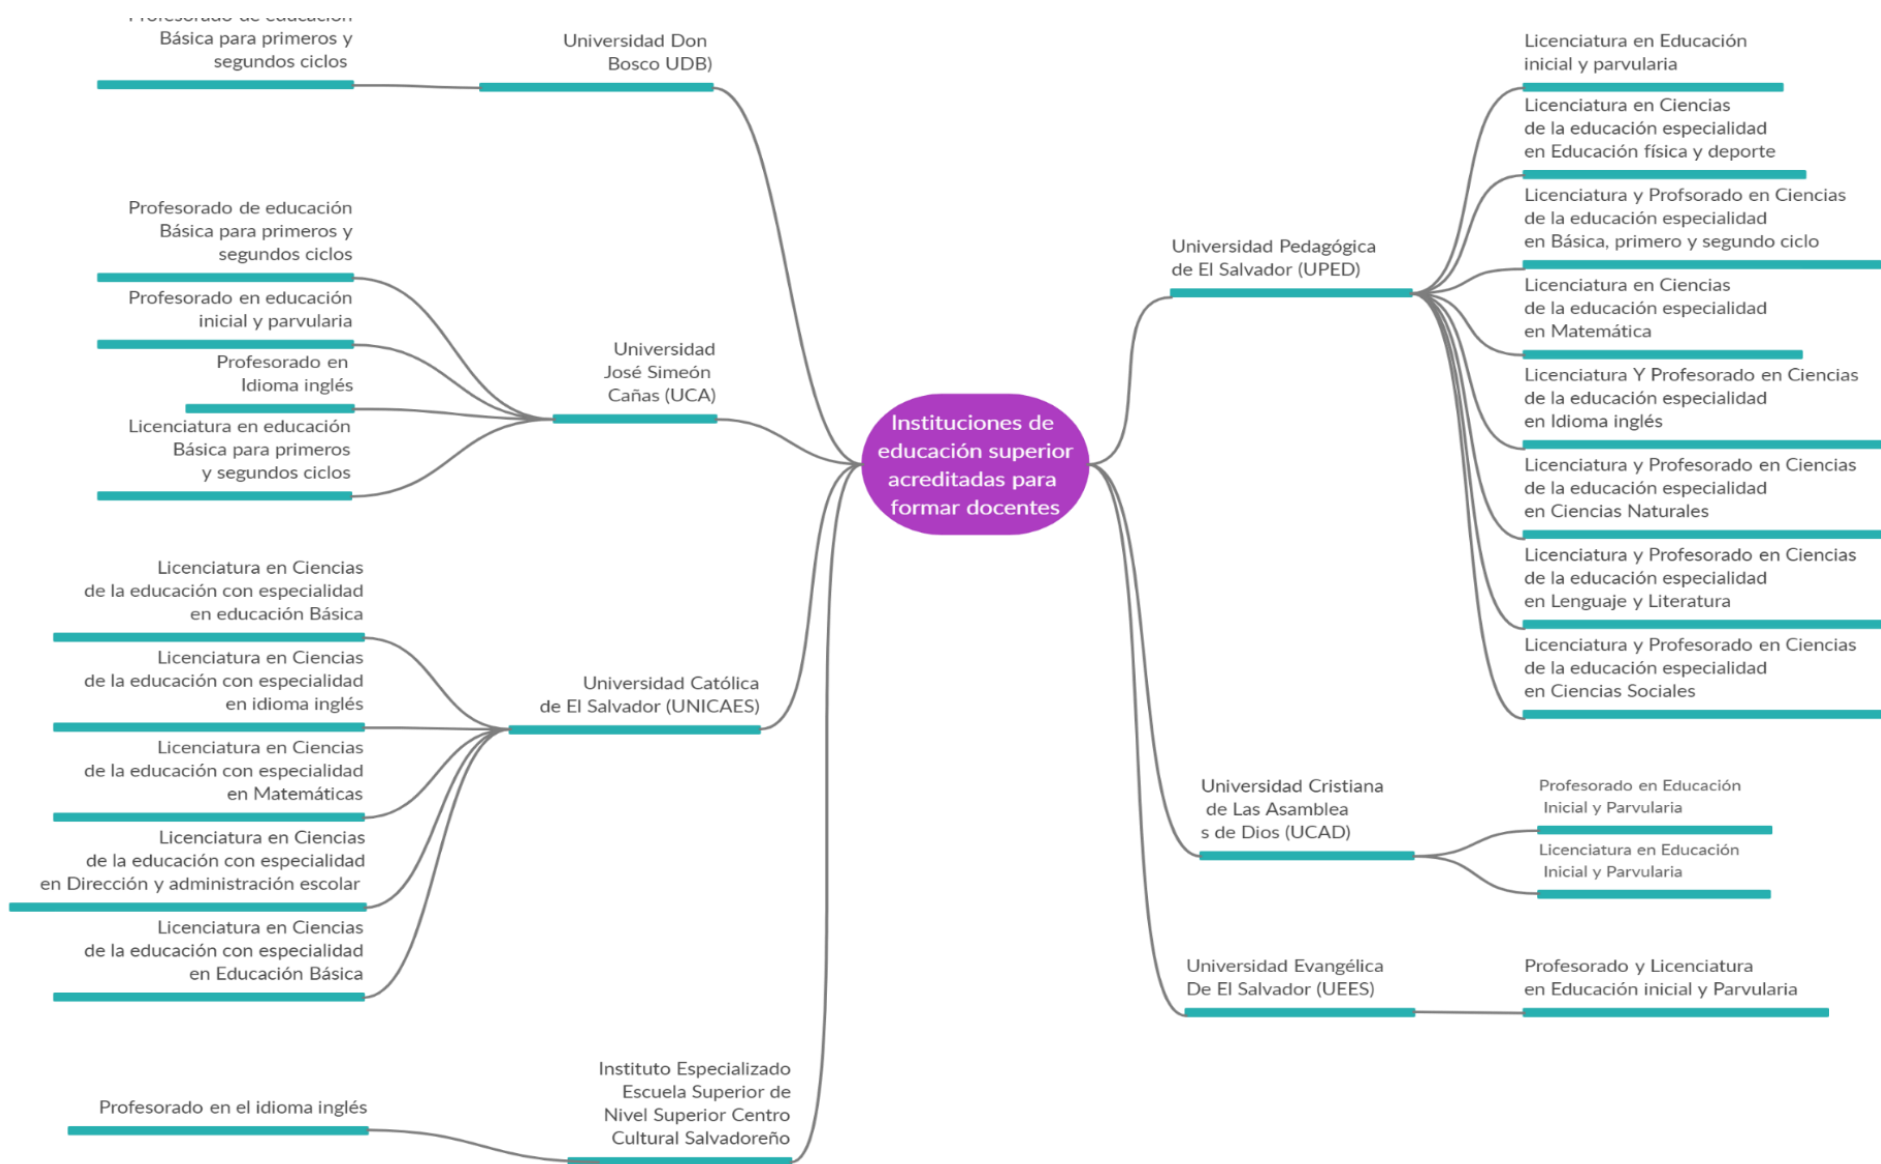 Profesorado de educación
Básica para primeros y
segundos ciclos
Universidad Don
Bosco UDB)
Profesorado de educación
Básica para primeros y
segundos ciclos
Profesorado en educación
inicial y parvularia
Profesorado en
Idioma inglés
Licenciatura en educación
Básica para primeros
y segundos ciclos
Universidad
José Simeón
Cañas (UCA)
Licenciatura en Ciencias
de la educación con especialidad
en educación Básica
Licenciatura en Ciencias
de la educación con especialidad
en idioma inglés
Licenciatura en Ciencias
de la educación con especialidad
en Matemáticas
Licenciatura en Ciencias
de la educación con especialidad
en Dirección y administración escolar
Licenciatura en Ciencias
de la educación con especialidad
en Educación Básica
Universidad Católica
de El Salvador (UNICAES)
Profesorado en el idioma inglés
Instituto Especializado
Escuela Superior de
Nivel Superior Centro
Cultural Salvadoreño
Instituciones de
educación superior
acreditadas para
formar docentes
Universidad Pedagógica
de El Salvador (UPED)
Licenciatura en Educación
inicial y parvularia
Licenciatura en Ciencias
de la educación especialidad
en Educación física y deporte
Licenciatura y Profsorado en Ciencias
de la educación especialidad
en Básica, primero y segundo ciclo
Licenciatura en Ciencias
de la educación especialidad
en Matemática
Licenciatura Y Profesorado en Ciencias
de la educación especialidad
en Idioma inglés
Licenciatura y Profesorado en Ciencias
de la educación especialidad
en Ciencias Naturales
Licenciatura y Profesorado en Ciencias
de la educación especialidad
en Lenguaje y Literatura
Licenciatura y Profesorado en Ciencias
de la educación especialidad
en Ciencias Sociales
Universidad Cristiana
de Las Asamblea
s de Dios (UCAD)
Profesorado en Educación
Inicial y Parvularia
Licenciatura en Educación
Inicial y Parvularia
Universidad Evangélica
De El Salvador (UEES)
Profesorado y Licenciatura
en Educación inicial y Parvularia